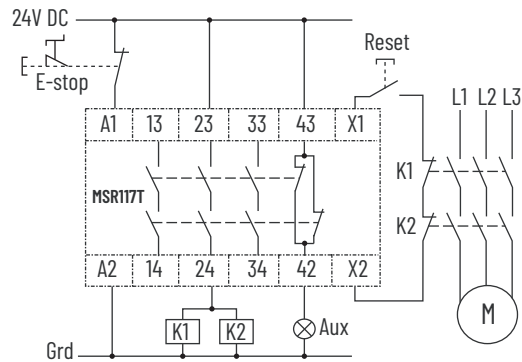 24V DC
Reset
E-stop
L1 L2 L3
A1 13 23 33 43 X1
K1
MSR117T
K2
A2 14 24 34 42 X2
M
K1 K2 Aux
Grd